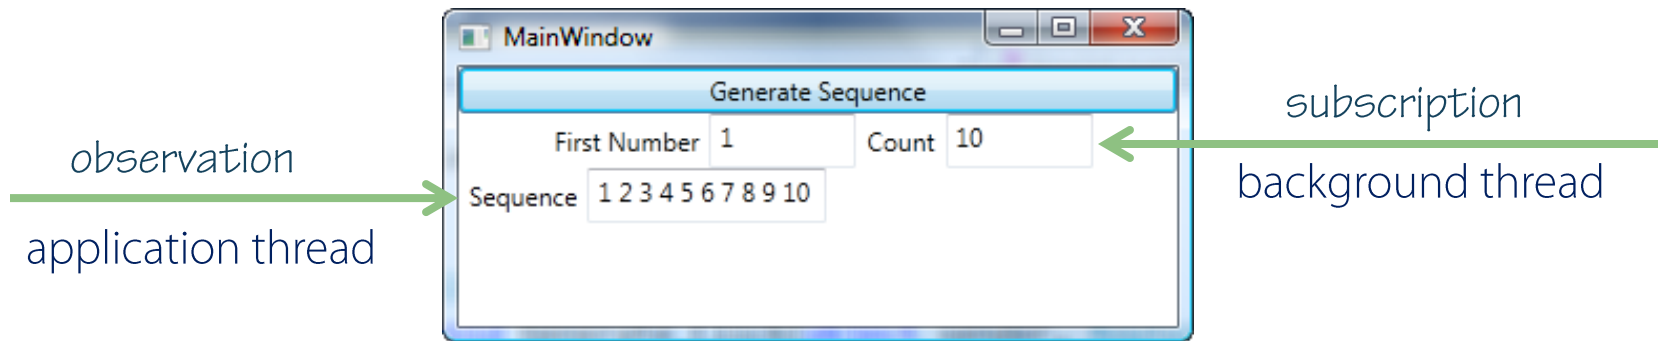 MainWindow
Generate Sequence
First Number 1 Count 10
Sequence 1 2 3 4 5 6 7 8 9 10
observation
application thread
subscription
background thread